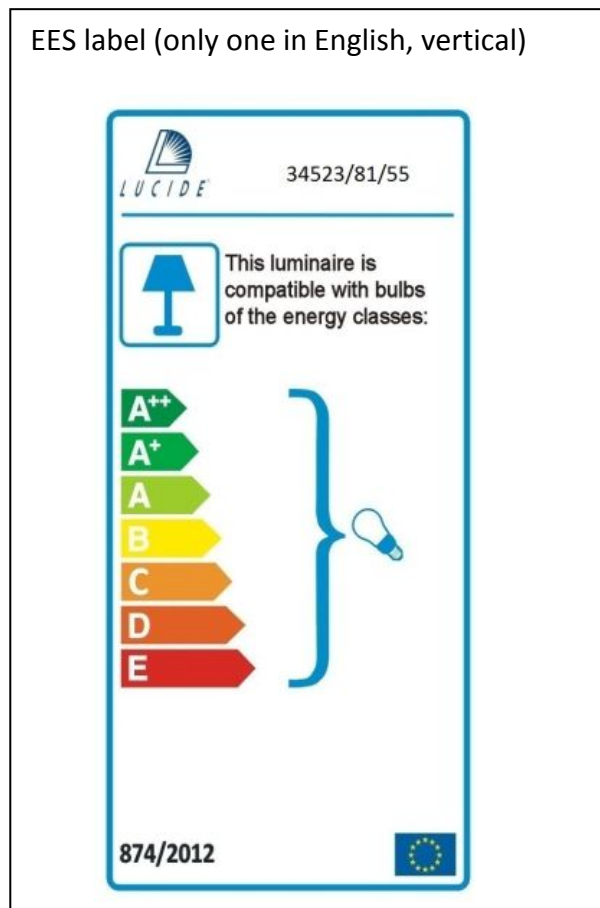 EES label (only one in English, vertical)
LUCIDE
34523/81/55
This luminaire is
compatible with bulbs
of the energy classes:
A++
A+
A
B
C
D
E
874/2012